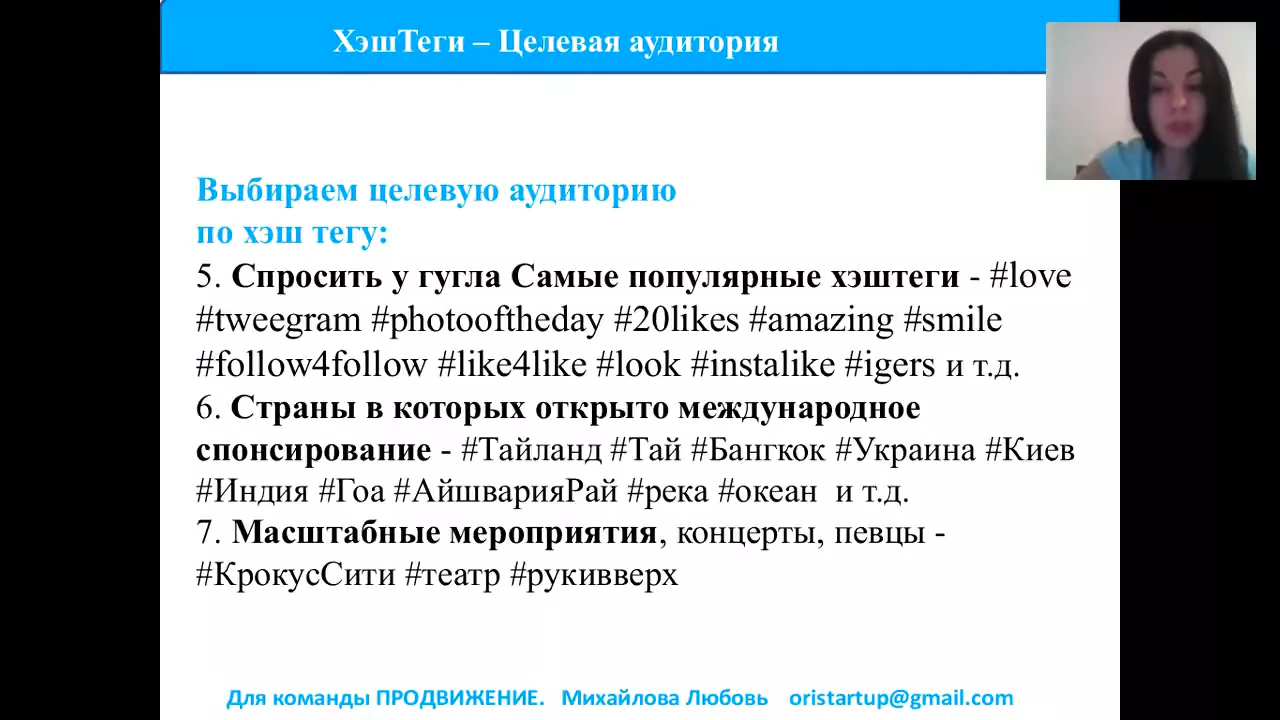 ХэшТеги – Целевая аудитория
Выбираем целевую аудиторию
по хэш тегу:
5. Спросить у гугла Самые популярные хэштеги - #love
#tweegram #photooftheday #20likes #amazing #smile
#follow4follow #like4like #look #instalike #igers и т.д.
6. Страны в которых открыто международное
спонсирование - #Тайланд #Тай #Бангкок #Украина #Киев
#Индия #Гоа #АйшварияРай #река #океан и т.д.
7. Масштабные мероприятия, концерты, певцы -
#КрокусСити #театр #рукивверх
Для команды ПРОДВИЖЕНИЕ. Михайлова Любовь oristartup@gmail.com